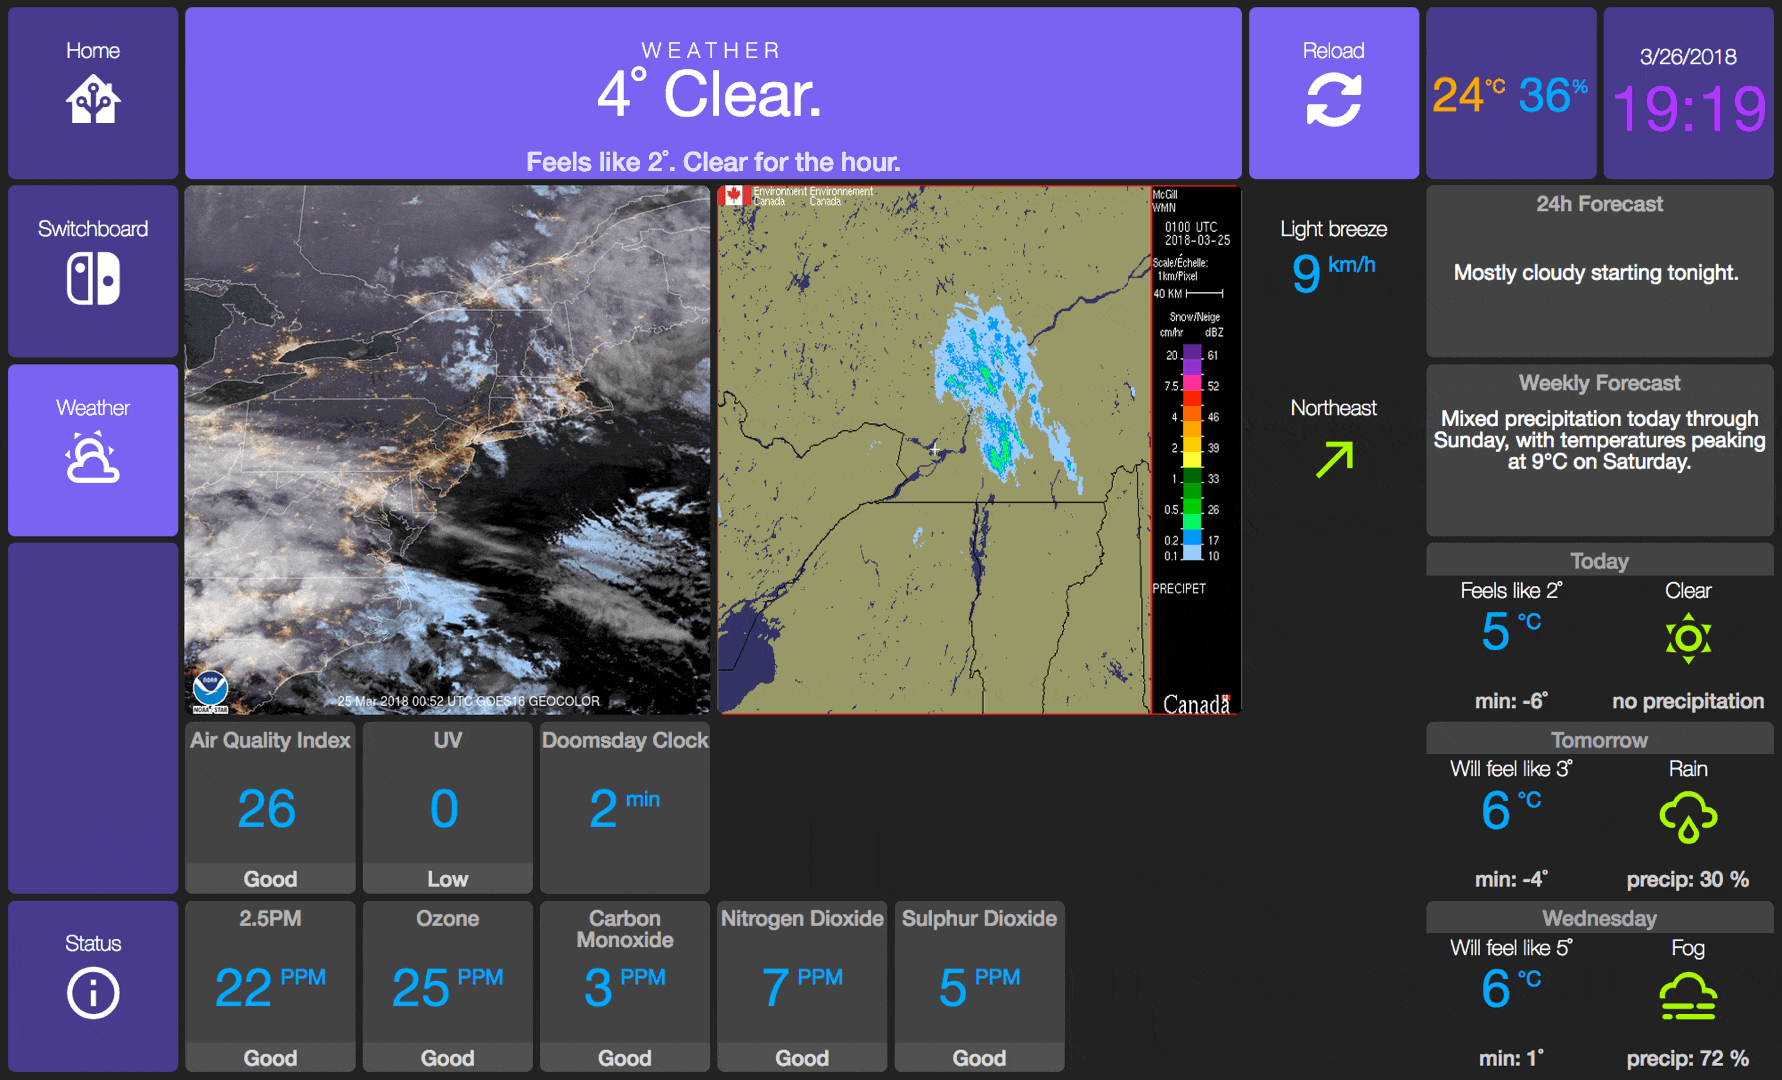 Home
WEATHER
4° Clear.
Feels like 2°. Clear for the hour.
Reload
24°C 36%
3/26/2018
19:19
Switchboard
Weather
Status
25 Mar 2018 00:52 UTC GOES16 GEOCOLOR
NOAA
NOAA STAR
Environment Environnement
Canada Canada
McGill
WMN
0100 UTC
2018-03-25
Scale/Échelle:
1km/Pixel
40 KM
Snow/Neige
cm/hr dBZ
20 61
7.5 52
4 46
2 39
1 33
0.5 26
0.2 17
0.1 10
PRECIPET
Canada
Light breeze
9 km/h
Northeast
24h Forecast
Mostly cloudy starting tonight.
Weekly Forecast
Mixed precipitation today through
Sunday, with temperatures peaking
at 9°C on Saturday.
Today
Feels like 2° Clear
5 °C
min: -6° no precipitation
Tomorrow
Will feel like 3° Rain
6 °C
min: -4° precip: 30 %
Wednesday
Will feel like 5° Fog
6 °C
min: 1° precip: 72 %
Air Quality Index
26
Good
UV
0
Low
Doomsday Clock
2 min
2.5PM
22 PPM
Good
Ozone
25 PPM
Good
Carbon
Monoxide
3 PPM
Good
Nitrogen Dioxide
7 PPM
Good
Sulphur Dioxide
5 PPM
Good